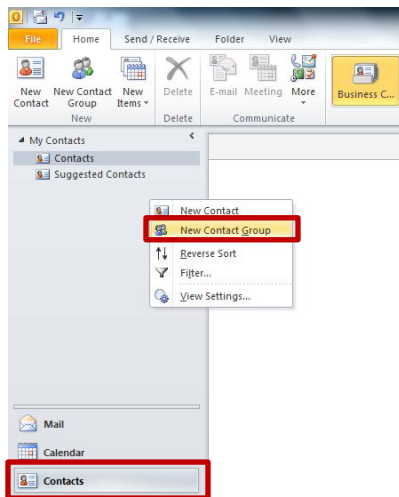 File Home Send / Receive Folder View
New Contact
New Contact Group
New Items
Delete
E-mail Meeting More
Business C...
New Delete Communicate
My Contacts
Contacts
Suggested Contacts
New Contact
New Contact Group
Reverse Sort
Filter...
View Settings...
Mail
Calendar
Contacts